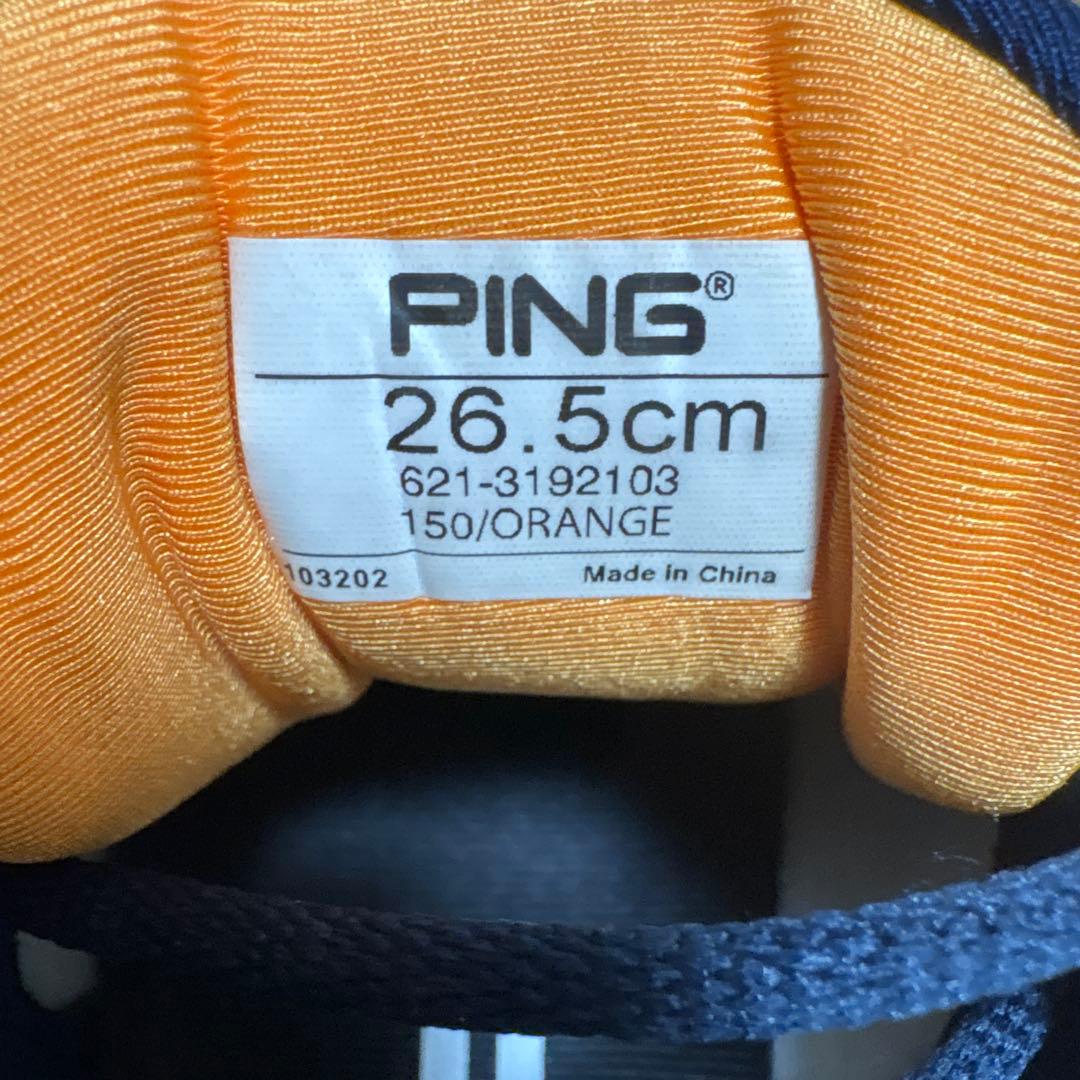 PING®
26.5cm
621-3192103
150/ORANGE
103202
Made in China